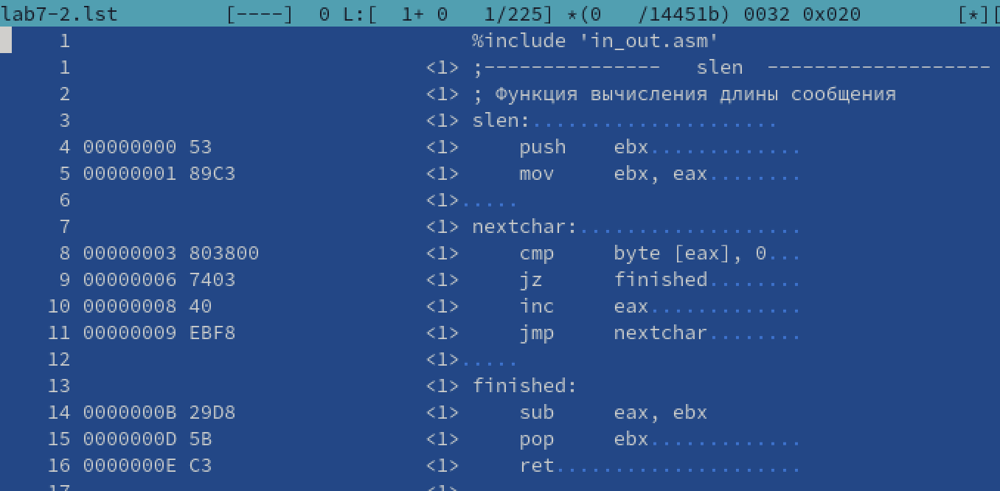 lab7-2.lst [----] 0 L:[ 1+ 0 1/225] *(0 /14451b) 0032 0x020 [*][
1 %include 'in_out.asm'
1 <1> ;--------------- slen -------------------
2 <1> ; Функция вычисления длины сообщения
3 <1> slen:.....................
4 00000000 53 <1> push ebx.............
5 00000001 89C3 <1> mov ebx, eax........
6 <1>.....
7 <1> nextchar:...................
8 00000003 803800 <1> cmp byte [eax], 0...
9 00000006 7403 <1> jz finished........
10 00000008 40 <1> inc eax.............
11 00000009 EBF8 <1> jmp nextchar........
12 <1>.....
13 <1> finished:
14 0000000B 29D8 <1> sub eax, ebx
15 0000000D 5B <1> pop ebx.............
16 0000000E C3 <1> ret.....................
17 <1>